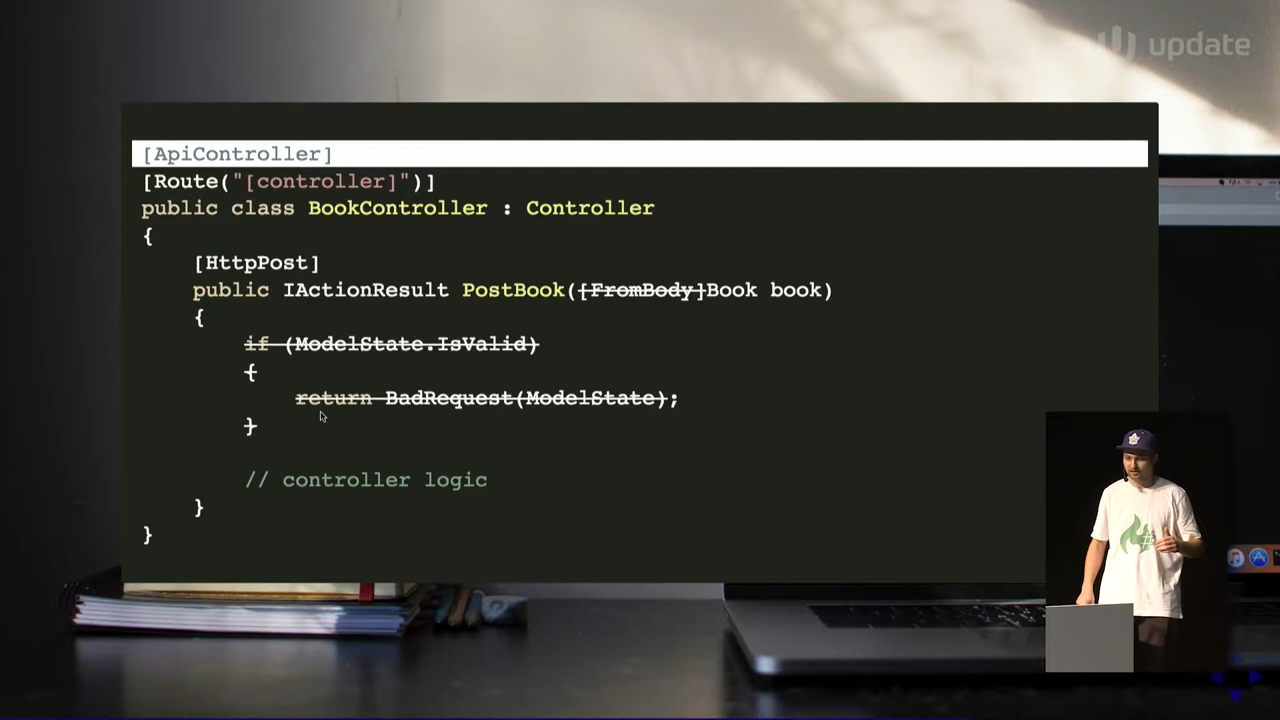 update
[ApiController]
[Route("[controller]")]
public class BookController : Controller
{
[HttpPost]
public IActionResult PostBook([FromBody]Book book)
{
if (ModelState.IsValid)
{
return BadRequest(ModelState);
}
// controller logic
}
}
#